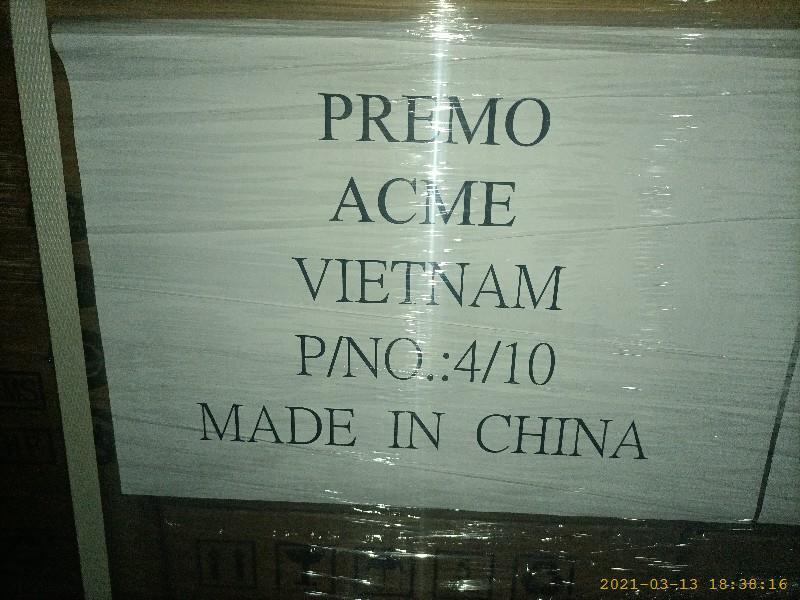 PREMO
ACME
VIETNAM
P/NO.:4/10
MADE IN CHINA
2021-03-13 18:38:16